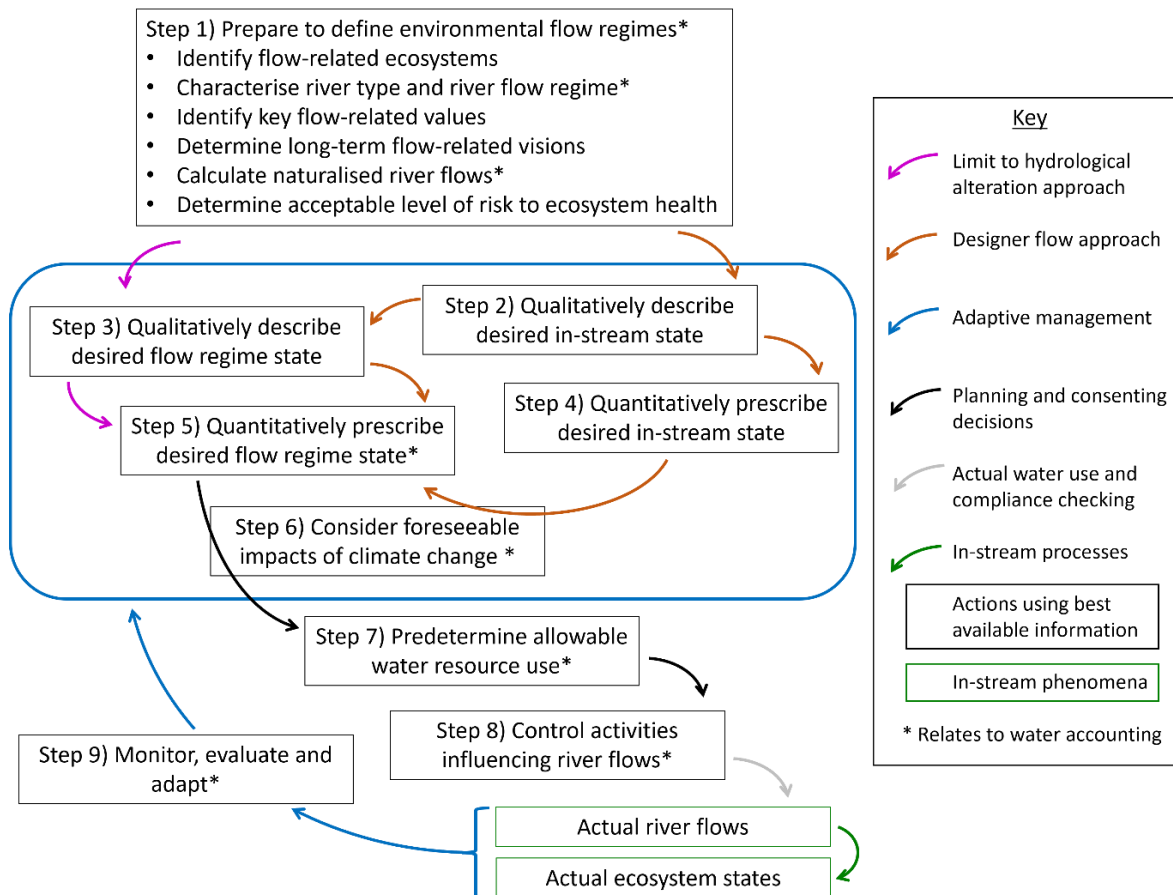 Step 1) Prepare to define environmental flow regimes*
• Identify flow-related ecosystems
• Characterise river type and river flow regime*
• Identify key flow-related values
• Determine long-term flow-related visions
• Calculate naturalised river flows*
• Determine acceptable level of risk to ecosystem health
Step 2) Qualitatively describe
desired in-stream state
Step 3) Qualitatively describe
desired flow regime state
Step 4) Quantitatively prescribe
desired in-stream state
Step 5) Quantitatively prescribe
desired flow regime state*
Step 6) Consider foreseeable
impacts of climate change *
Step 7) Predetermine allowable
water resource use*
Step 8) Control activities
influencing river flows*
Step 9) Monitor, evaluate and
adapt*
Actual river flows
Actual ecosystem states
Key
Limit to hydrological
alteration approach
Designer flow approach
Adaptive management
Planning and consenting
decisions
Actual water use and
compliance checking
In-stream processes
Actions using best
available information
In-stream phenomena
* Relates to water accounting